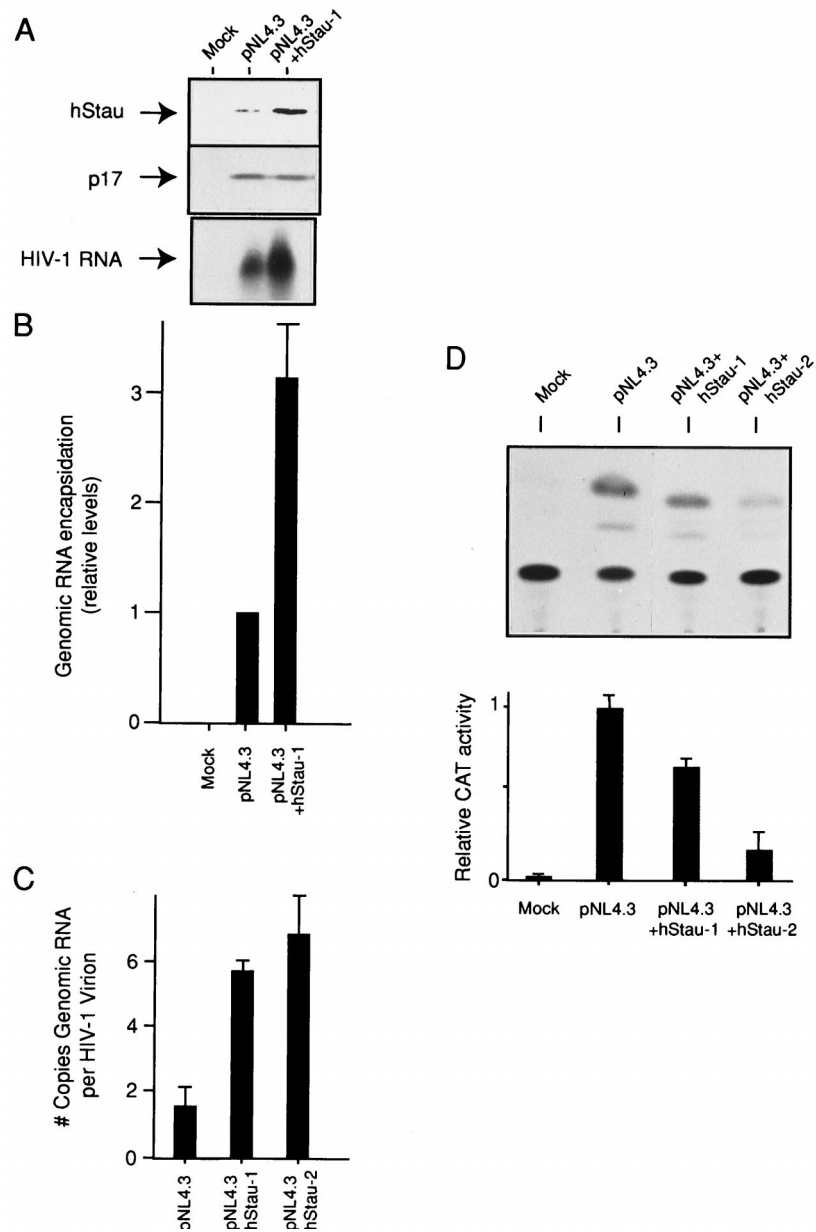 A
Mock
pNL4.3
pNL4.3
+hStau-1
hStau
p17
HIV-1 RNA
B
Genomic RNA encapsidation
(relative levels)
3
2
1
0
Mock
pNL4.3
pNL4.3
+hStau-1
C
# Copies Genomic RNA
per HIV-1 Virion
6
4
2
0
pNL4.3
pNL4.3
hStau-1
pNL4.3
hStau-2
D
Mock
pNL4.3
pNL4.3+
hStau-1
pNL4.3+
hStau-2
Relative CAT activity
1
0
Mock
pNL4.3
pNL4.3
+hStau-1
pNL4.3
+hStau-2